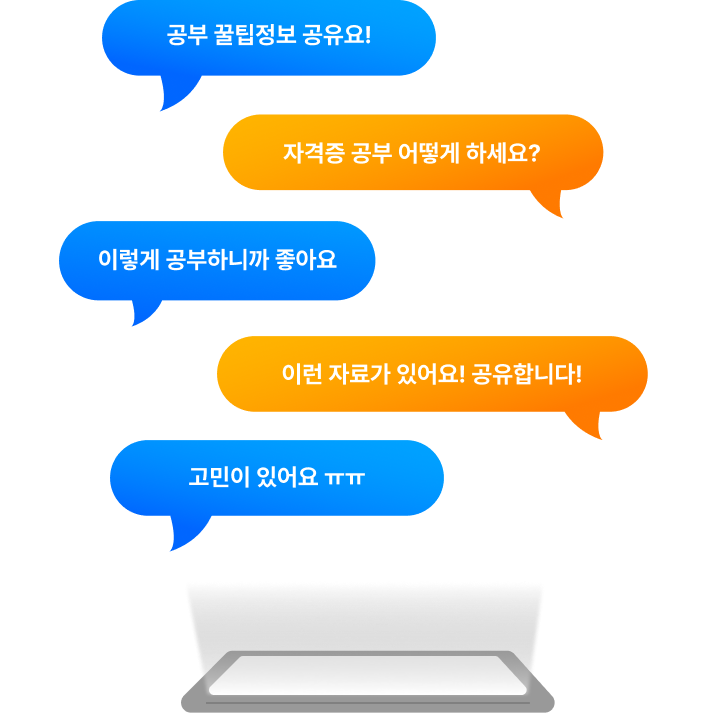 공부 꿀팁정보 공유요!
자격증 공부 어떻게 하세요?
이렇게 공부하니까 좋아요
이런 자료가 있어요! 공유합니다!
고민이 있어요 ㅠㅠ